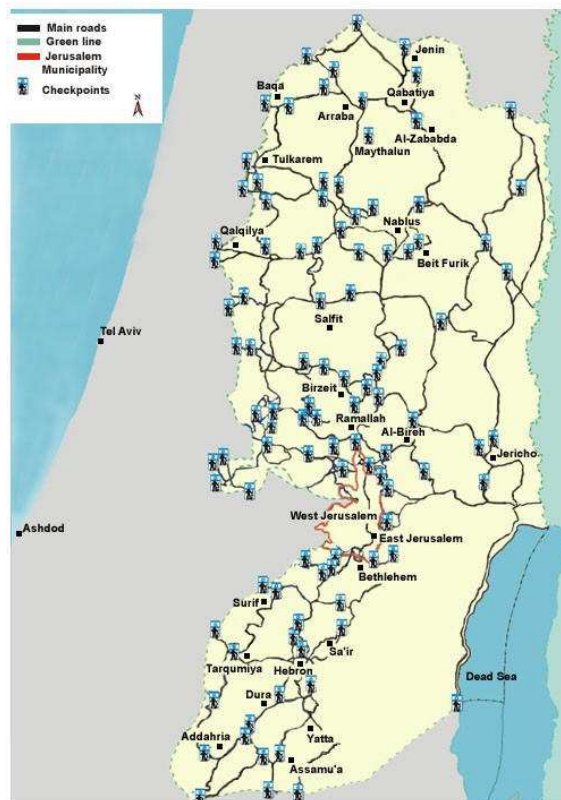 Main roads
Green line
Jerusalem
Municipality
Checkpoints
N
Jenin
Baqa
Qabatiya
Arraba
Al-Zababda
Maythalun
Tulkarem
Nablus
Qalqilya
Beit Furik
Salfit
Tel Aviv
Birzeit
Ramallah
Al-Bireh
Jericho
West Jerusalem
Ashdod
East Jerusalem
Bethlehem
Surif
Sa'ir
Tarqumiya
Hebron
Dead Sea
Dura
Yatta
Addahria
Assamu'a